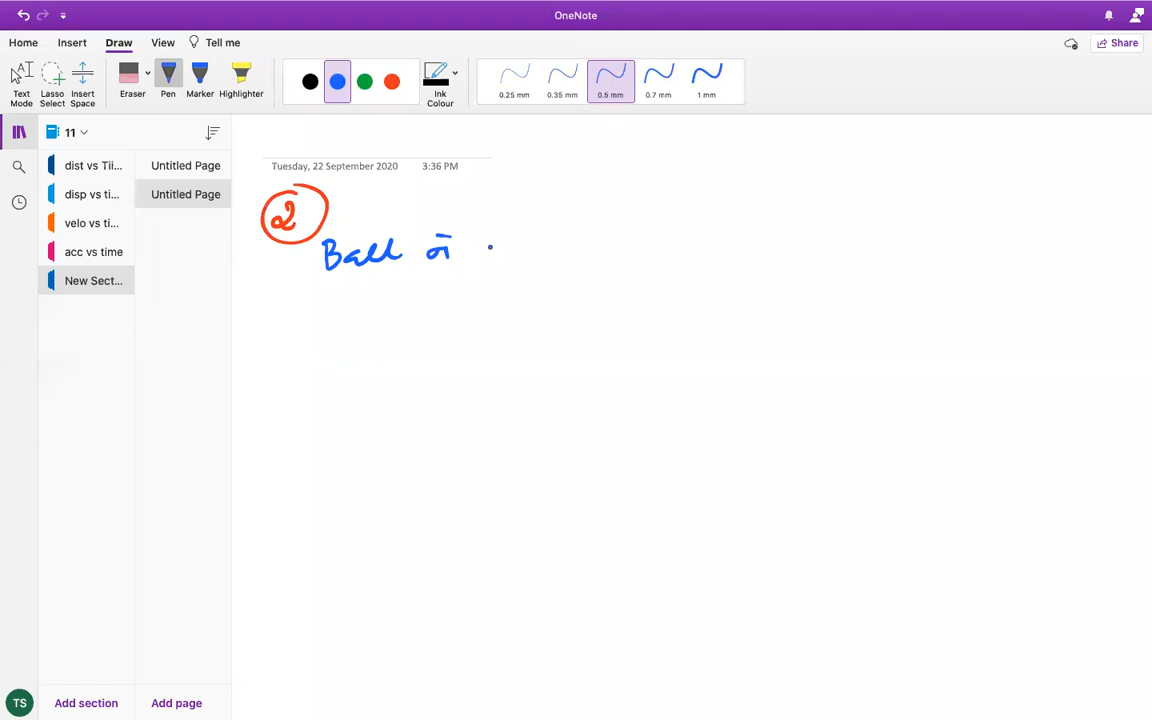 OneNote
Home Insert Draw View Tell me
Share
Text Mode
Lasso Select
Insert Space
Eraser
Pen
Marker
Highlighter
Ink Colour
0.25 mm
0.35 mm
0.5 mm
0.7 mm
1 mm
11
dist vs Tii...
disp vs ti...
velo vs ti...
acc vs time
New Sect...
Untitled Page
Untitled Page
Tuesday, 22 September 2020 3:36 PM
2
Ball
TS
Add section
Add page